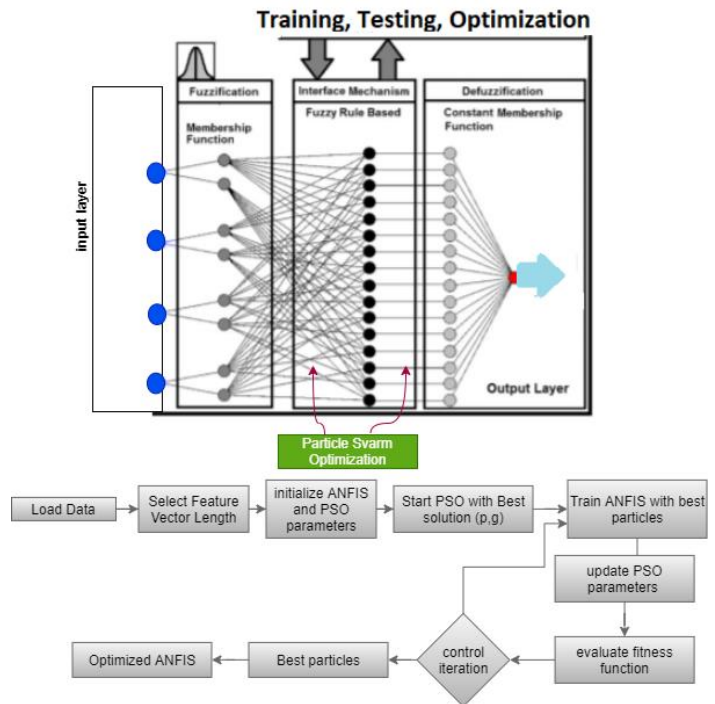 Training, Testing, Optimization
Fuzzification
Interface Mechanism
Defuzzification
Membership
Function
Fuzzy Rule Based
Constant Membership
Function
input layer
Output Layer
Particle Svarm
Optimization
Load Data
Select Feature
Vector Length
initialize ANFIS
and PSO
parameters
Start PSO with Best
solution (p,g)
Train ANFIS with best
particles
update PSO
parameters
evaluate fitness
function
control
iteration
Best particles
Optimized ANFIS